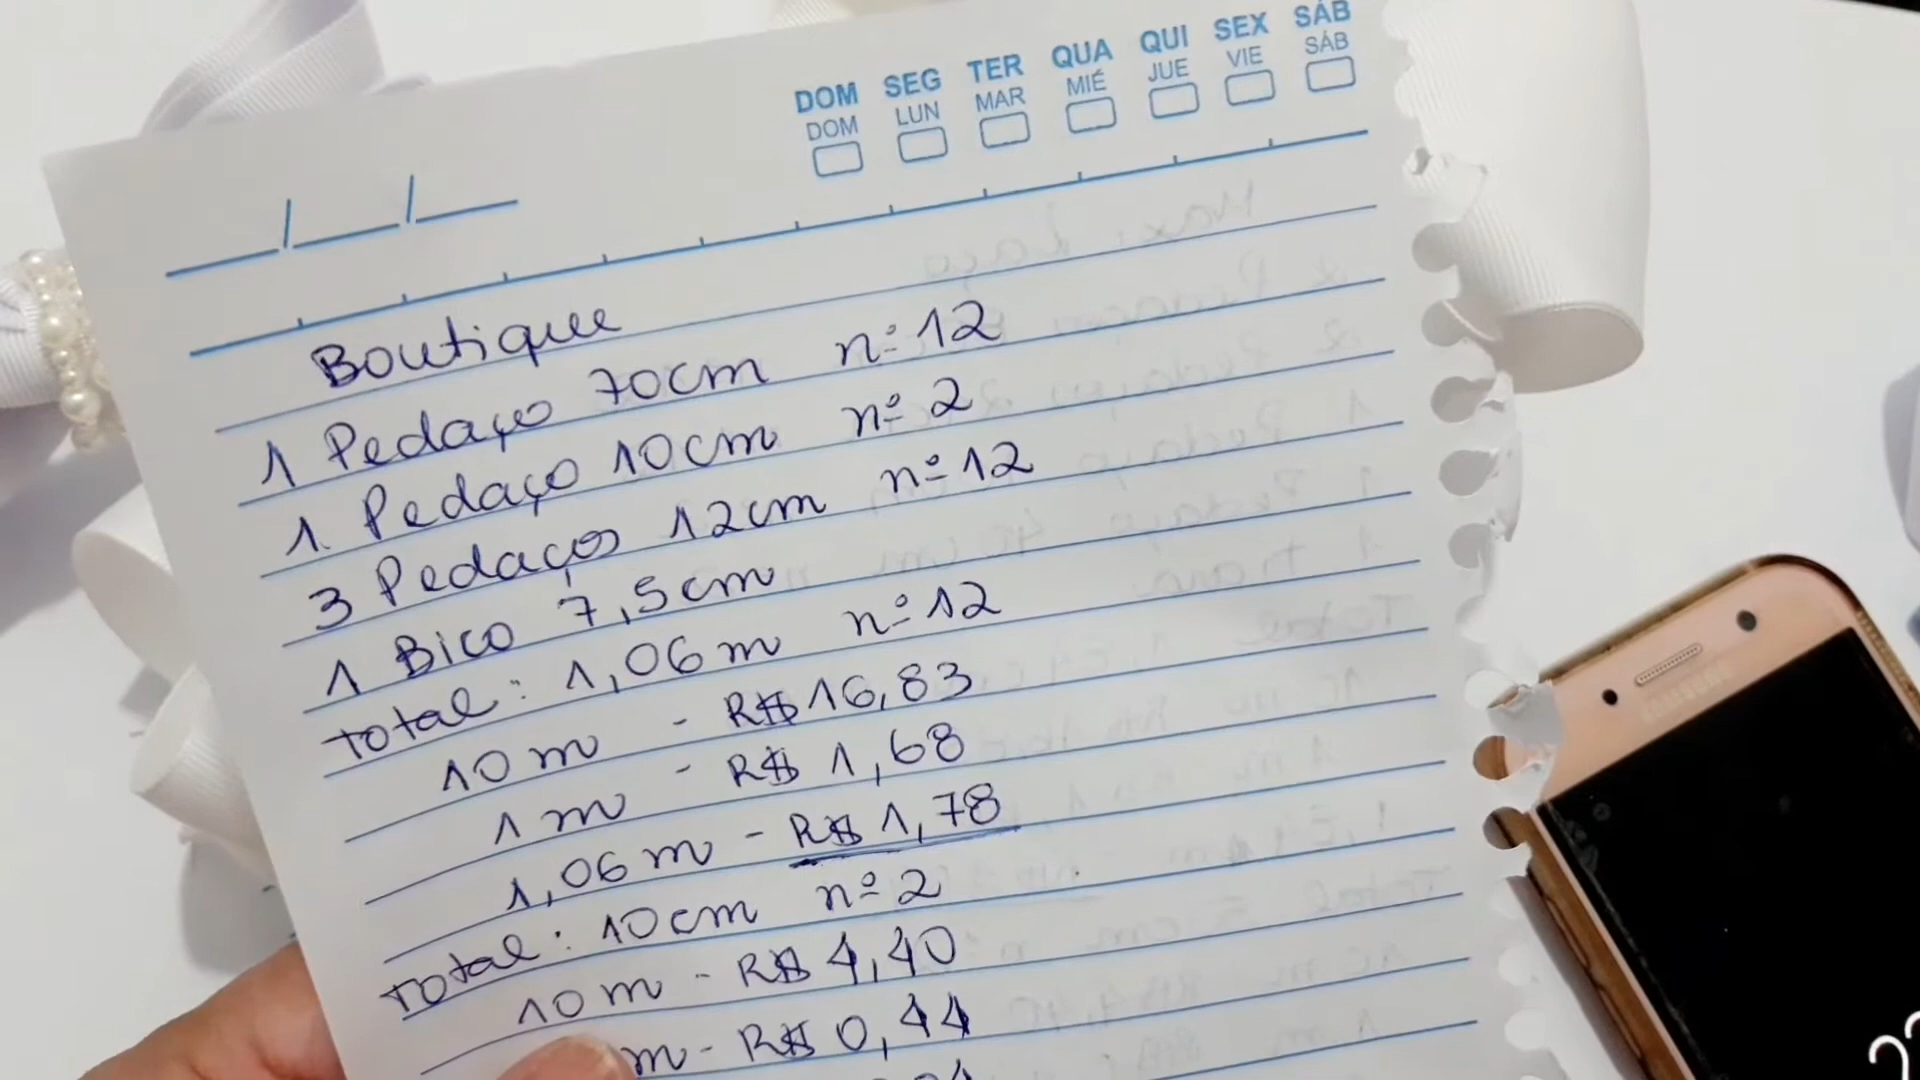 DOM SEG TER QUA QUI SEX SÁB
DOM LUN MAR MIÉ JUE VIE SÁB
Boutique
1 Pedaço 70cm nº 12
1 Pedaço 10cm nº 2
3 Pedaços 12cm nº 12
1 Bico 7,5cm
Total: 1,06m nº 12
10m - R$ 16,83
1m - R$ 1,68
1,06m - R$ 1,78
Total: 10cm nº 2
10m - R$ 4,40
m - R$ 0,44
SAMSUNG